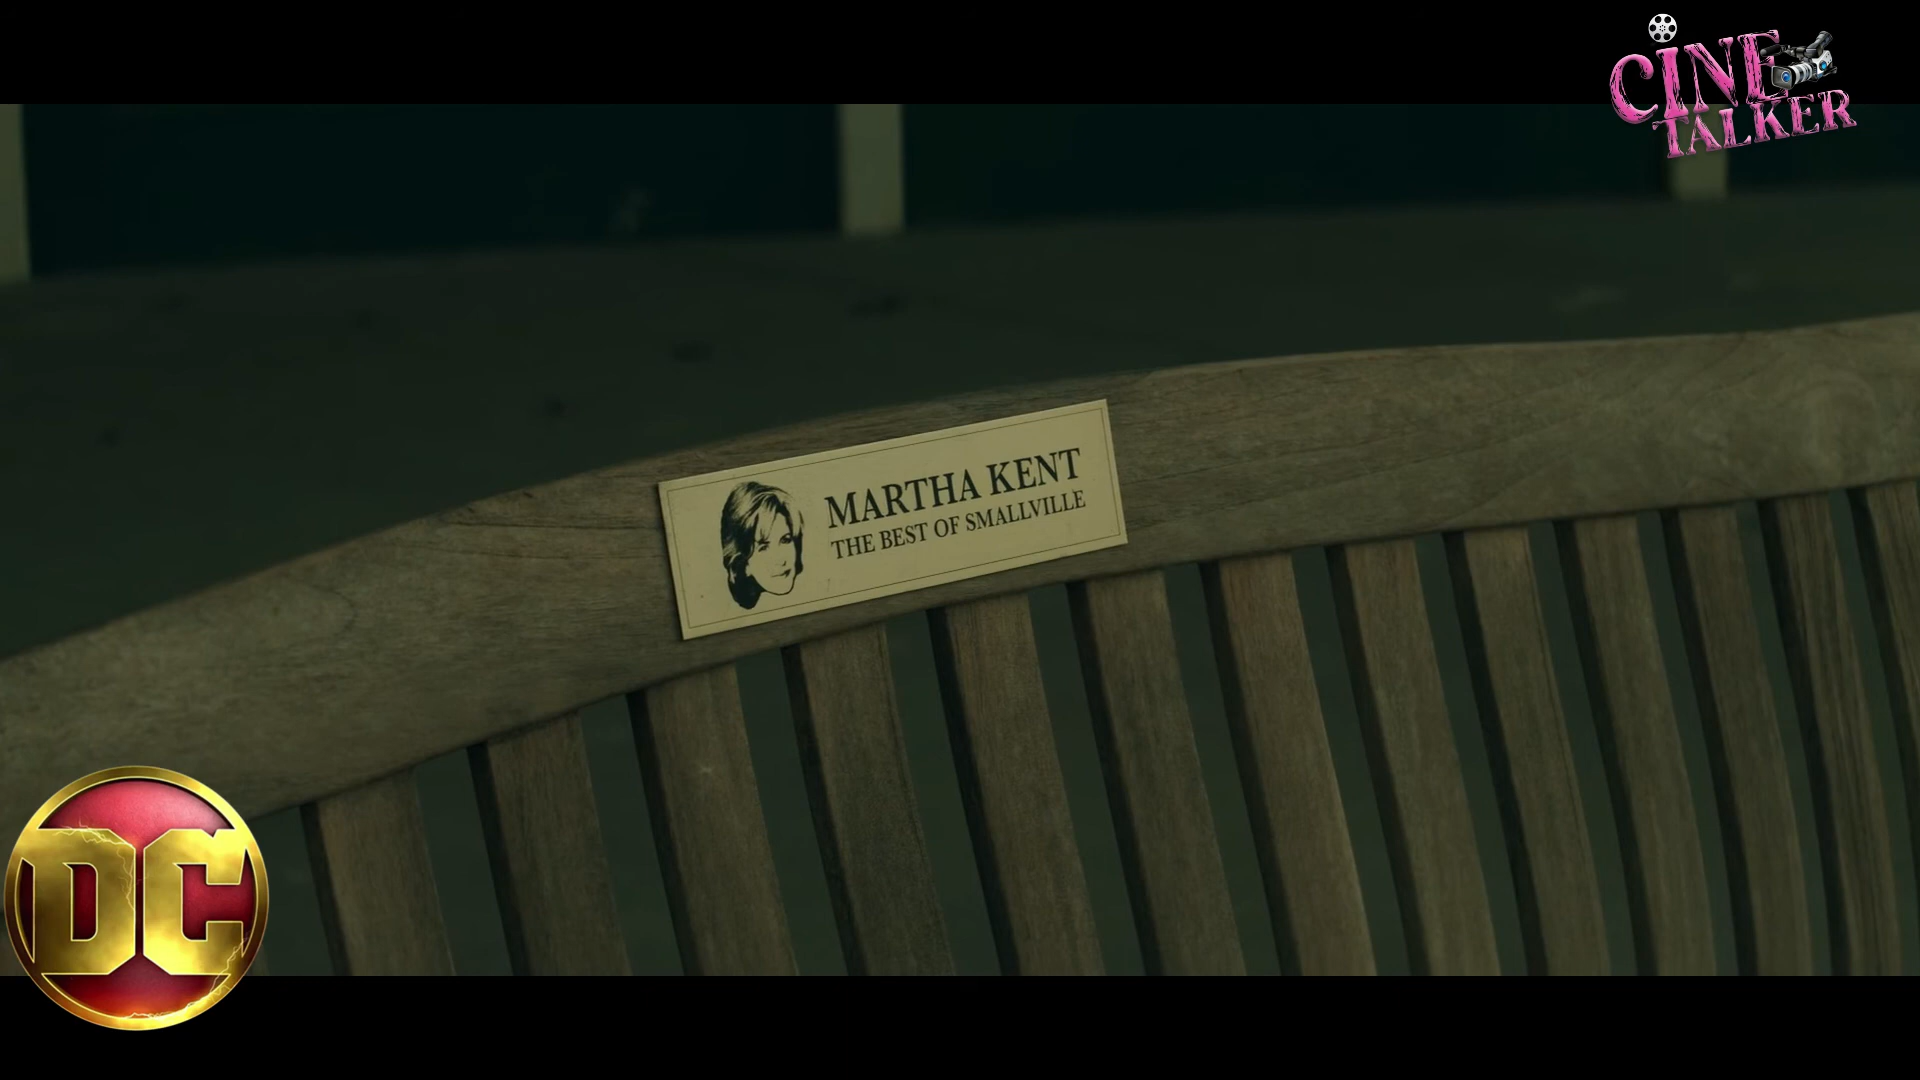 CINE
TALKER
MARTHA KENT
THE BEST OF SMALLVILLE
DC